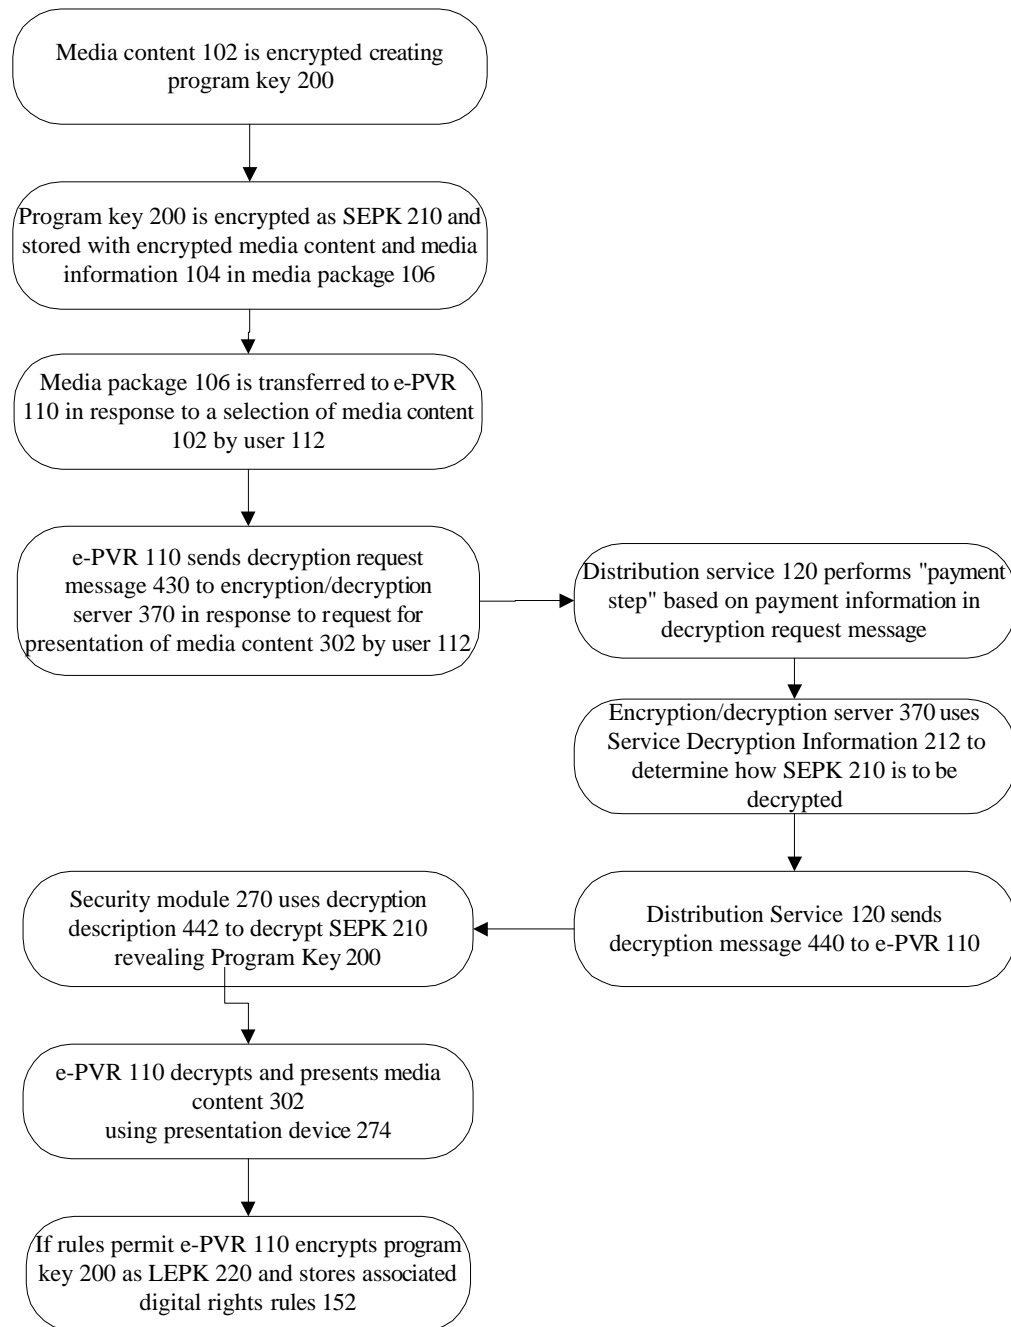 Media content 102 is encrypted creating
program key 200
Program key 200 is encrypted as SEPK 210 and
stored with encrypted media content and media
information 104 in media package 106
Media package 106 is transferred to e-PVR
110 in response to a selection of media content
102 by user 112
e-PVR 110 sends decryption request
message 430 to encryption/decryption
server 370 in response to request for
presentation of media content 302 by user 112
Distribution service 120 performs "payment
step" based on payment information in
decryption request message
Encryption/decryption server 370 uses
Service Decryption Information 212 to
determine how SEPK 210 is to be
decrypted
Distribution Service 120 sends
decryption message 440 to e-PVR 110
Security module 270 uses decryption
description 442 to decrypt SEPK 210
revealing Program Key 200
e-PVR 110 decrypts and presents media
content 302
using presentation device 274
If rules permit e-PVR 110 encrypts program
key 200 as LEPK 220 and stores associated
digital rights rules 152